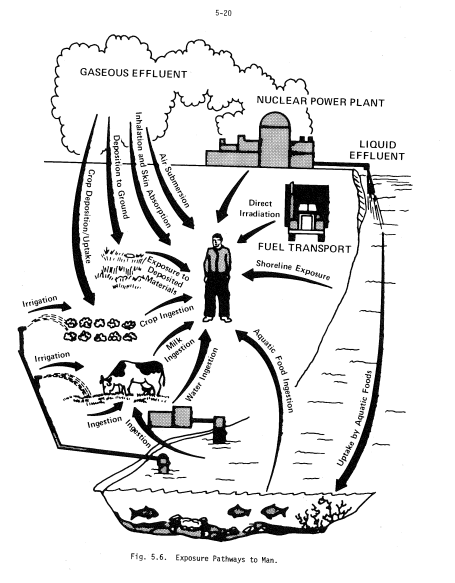 5-20
GASEOUS EFFLUENT
NUCLEAR POWER PLANT
LIQUID
EFFLUENT
Crop Deposition/Uptake
Deposition to Ground
Inhalation and Skin Absorption
Air Submersion
Direct
Irradiation
FUEL TRANSPORT
Exposure to
Deposited
Materials
Shoreline Exposure
Irrigation
Crop Ingestion
Irrigation
Milk
Ingestion
Water Ingestion
Aquatic Food Ingestion
Uptake by Aquatic Foods
Ingestion
Ingestion
Fig. 5.6. Exposure Pathways to Man.